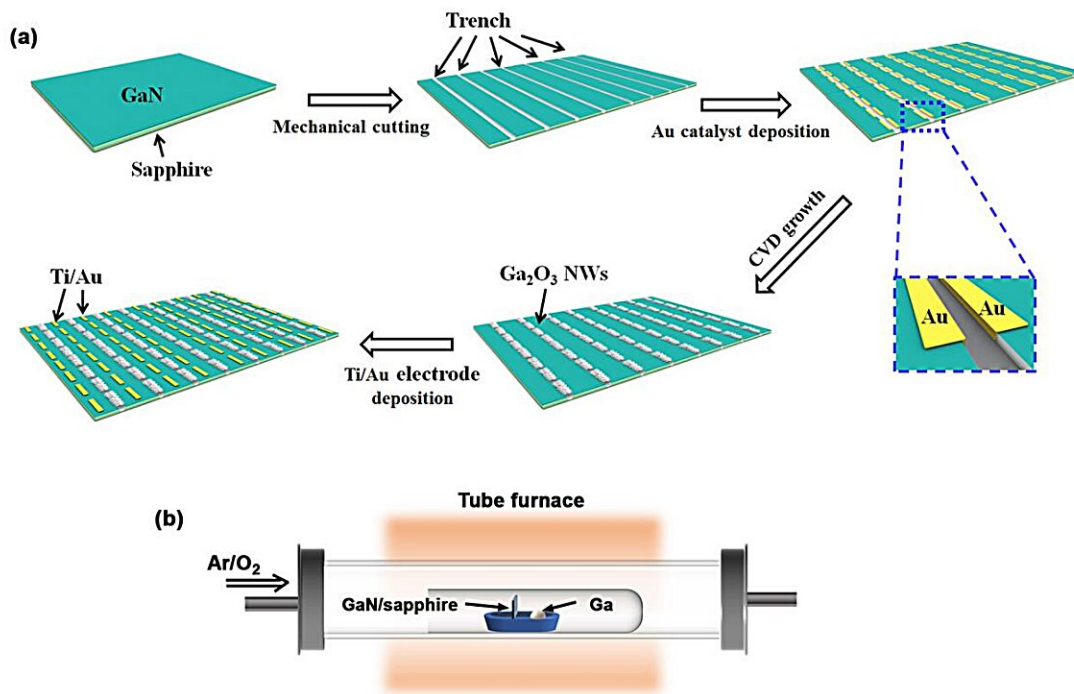 (a)
Trench
GaN
Sapphire
Mechanical cutting
Au catalyst deposition
Au
Au
CVD growth
Ga₂O₃ NWs
Ti/Au
Ti/Au electrode
deposition
(b)
Tube furnace
Ar/O₂
GaN/sapphire
Ga